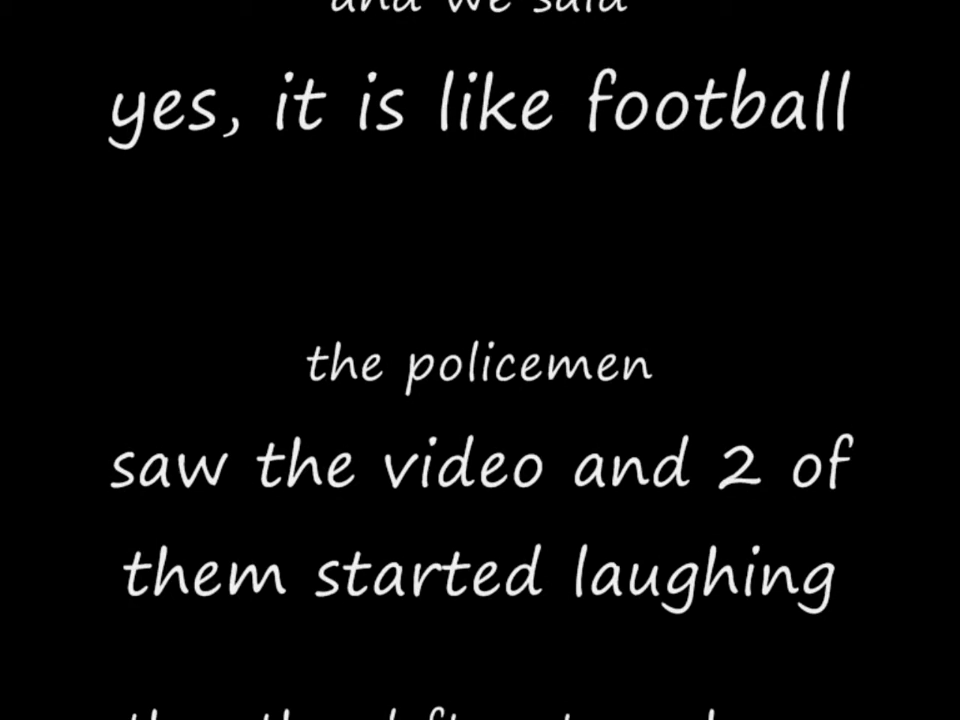 and we said
yes, it is like football
the policemen
saw the video and 2 of
them started laughing